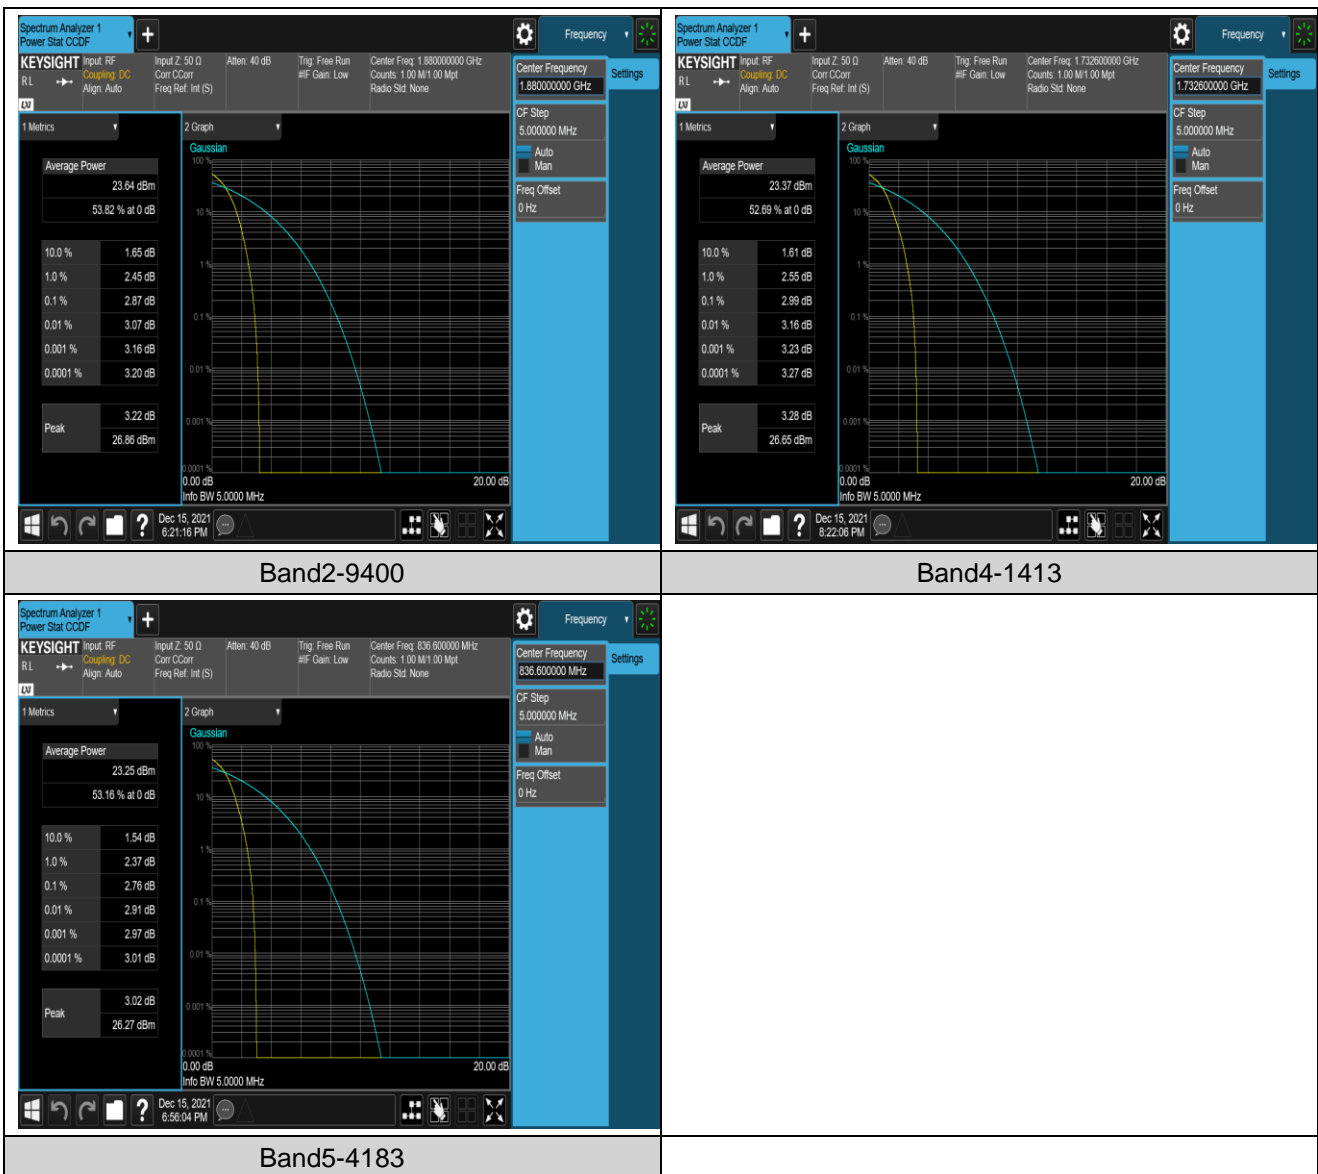 Spectrum Analyzer 1
Power Stat CCDF
Frequency
KEYSIGHT Input: RF Input Z: 50 Ω Atten: 40 dB Trig: Free Run Center Freq: 1.880000000 GHz
RL Coupling: DC Corr CCorr #IF Gain: Low Counts: 1.00 M/1.00 Mpt
Align: Auto Freq Ref: Int (S) Radio Std: None
LXI
Center Frequency
1.880000000 GHz
Settings
CF Step
5.000000 MHz
Auto
Man
Freq Offset
0 Hz
1 Metrics
2 Graph
Average Power
23.64 dBm
53.82 % at 0 dB
10.0 % 1.65 dB
1.0 % 2.45 dB
0.1 % 2.87 dB
0.01 % 3.07 dB
0.001 % 3.16 dB
0.0001 % 3.20 dB
Peak 3.22 dB
26.86 dBm
Gaussian
100 %
10 %
1 %
0.1 %
0.01 %
0.001 %
0.0001 %
0.00 dB 20.00 dB
Info BW 5.0000 MHz
Dec 15, 2021
6:21:16 PM
Band2-9400
Spectrum Analyzer 1
Power Stat CCDF
Frequency
KEYSIGHT Input: RF Input Z: 50 Ω Atten: 40 dB Trig: Free Run Center Freq: 1.732600000 GHz
RL Coupling: DC Corr CCorr #IF Gain: Low Counts: 1.00 M/1.00 Mpt
Align: Auto Freq Ref: Int (S) Radio Std: None
LXI
Center Frequency
1.732600000 GHz
Settings
CF Step
5.000000 MHz
Auto
Man
Freq Offset
0 Hz
1 Metrics
2 Graph
Average Power
23.37 dBm
52.69 % at 0 dB
10.0 % 1.61 dB
1.0 % 2.55 dB
0.1 % 2.99 dB
0.01 % 3.16 dB
0.001 % 3.23 dB
0.0001 % 3.27 dB
Peak 3.28 dB
26.65 dBm
Gaussian
100 %
10 %
1 %
0.1 %
0.01 %
0.001 %
0.0001 %
0.00 dB 20.00 dB
Info BW 5.0000 MHz
Dec 15, 2021
8:22:06 PM
Band4-1413
Spectrum Analyzer 1
Power Stat CCDF
Frequency
KEYSIGHT Input: RF Input Z: 50 Ω Atten: 40 dB Trig: Free Run Center Freq: 836.600000 MHz
RL Coupling: DC Corr CCorr #IF Gain: Low Counts: 1.00 M/1.00 Mpt
Align: Auto Freq Ref: Int (S) Radio Std: None
LXI
Center Frequency
836.600000 MHz
Settings
CF Step
5.000000 MHz
Auto
Man
Freq Offset
0 Hz
1 Metrics
2 Graph
Average Power
23.25 dBm
53.16 % at 0 dB
10.0 % 1.54 dB
1.0 % 2.37 dB
0.1 % 2.76 dB
0.01 % 2.91 dB
0.001 % 2.97 dB
0.0001 % 3.01 dB
Peak 3.02 dB
26.27 dBm
Gaussian
100 %
10 %
1 %
0.1 %
0.01 %
0.001 %
0.0001 %
0.00 dB 20.00 dB
Info BW 5.0000 MHz
Dec 15, 2021
6:56:04 PM
Band5-4183